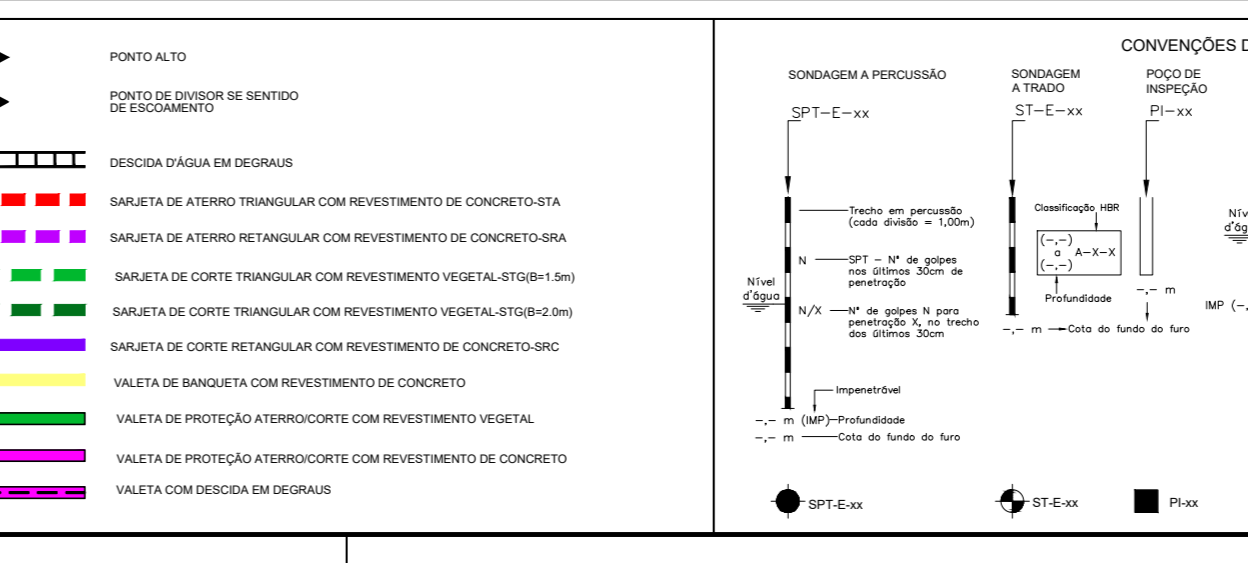 PONTO ALTO
PONTO DE DIVISOR SE SENTIDO
DE ESCOAMENTO
DESCIDA D'ÁGUA EM DEGRAUS
SARJETA DE ATERRO TRIANGULAR COM REVESTIMENTO DE CONCRETO-STA
SARJETA DE ATERRO RETANGULAR COM REVESTIMENTO DE CONCRETO-SRA
SARJETA DE CORTE TRIANGULAR COM REVESTIMENTO VEGETAL-STG(B=1.5m)
SARJETA DE CORTE TRIANGULAR COM REVESTIMENTO VEGETAL-STG(B=2.0m)
SARJETA DE CORTE RETANGULAR COM REVESTIMENTO DE CONCRETO-SRC
VALETA DE BANQUETA COM REVESTIMENTO DE CONCRETO
VALETA DE PROTEÇÃO ATERRO/CORTE COM REVESTIMENTO VEGETAL
VALETA DE PROTEÇÃO ATERRO/CORTE COM REVESTIMENTO DE CONCRETO
VALETA COM DESCIDA EM DEGRAUS
CONVENÇÕES D
SONDAGEM A PERCUSSÃO
SPT-E-xx
Trecho em percussão
(cada divisão = 1,00m)
N
SPT - N° de golpes
nos últimos 30cm de
penetração
Nível
d'água
N/X
N° de golpes N para
penetração X, no trecho
dos últimos 30cm
Impenetrável
-,- m (IMP)
Profundidade
-,- m
Cota do fundo do furo
SPT-E-xx
SONDAGEM
A TRADO
ST-E-xx
Classificação HBR
(-,-)
a
(-,-)
A-X-X
Profundidade
-,- m
Cota do fundo do furo
ST-E-xx
POÇO DE
INSPEÇÃO
PI-xx
-,- m
PI-xx
Nív
d'ág
IMP (-,